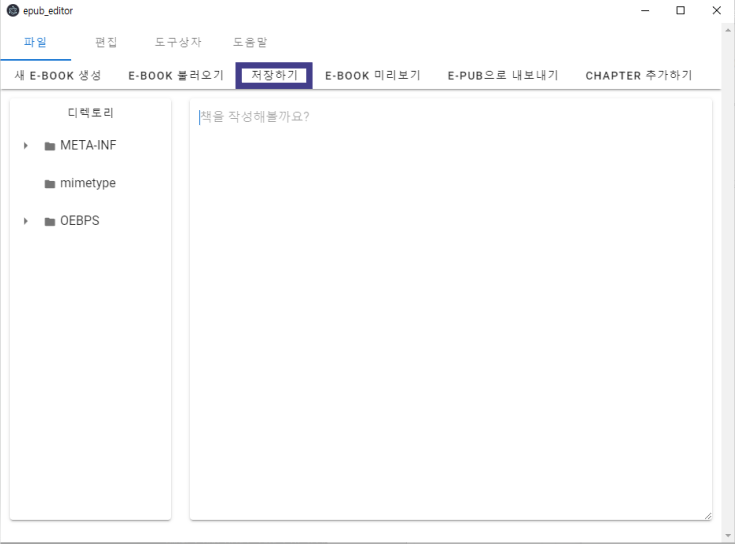 epub_editor
파일 편집 도구상자 도움말
새 E-BOOK 생성 E-BOOK 불러오기 저장하기 E-BOOK 미리보기 E-PUB으로 내보내기 CHAPTER 추가하기
디렉토리
META-INF
mimetype
OEBPS
책을 작성해볼까요?